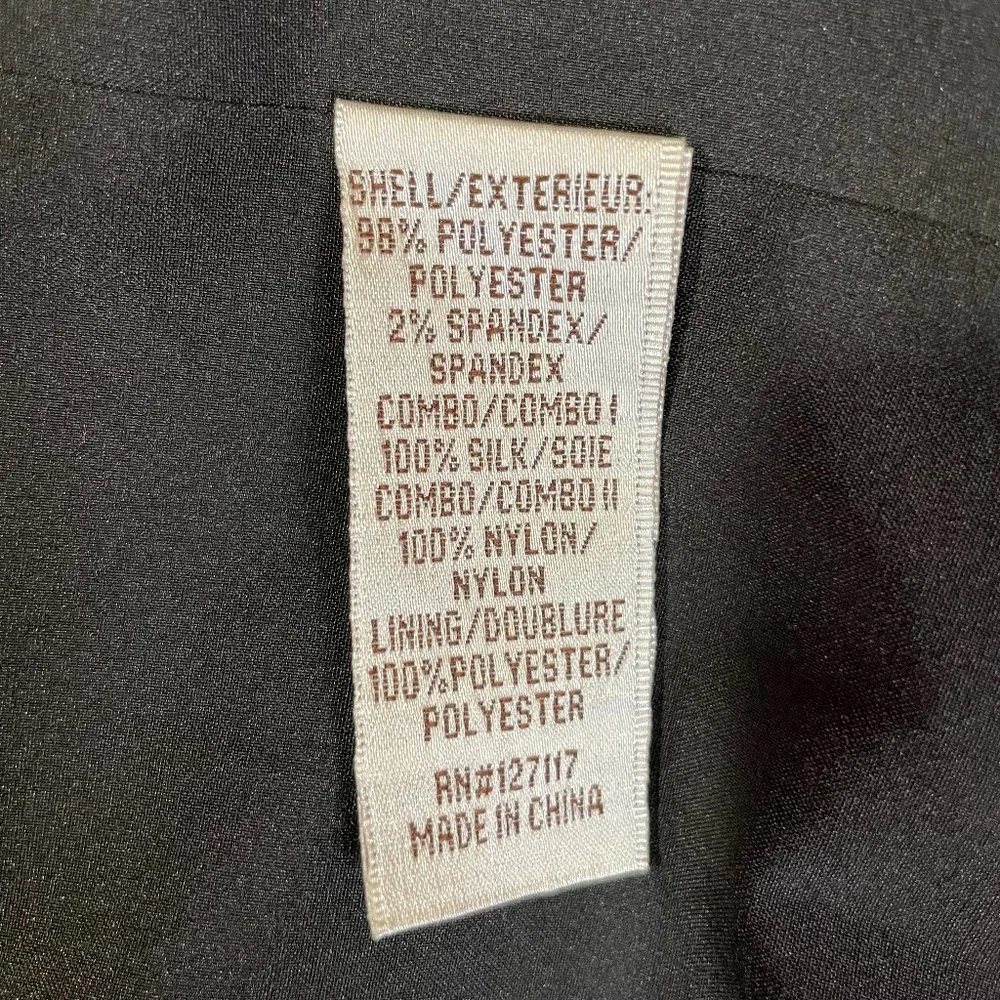 SHELL/EXTERIEUR:
98% POLYESTER/
POLYESTER
2% SPANDEX/
SPANDEX
COMBO/COMBO I
100% SILK/SOIE
COMBO/COMBO II
100% NYLON/
NYLON
LINING/DOUBLURE
100%POLYESTER/
POLYESTER
RN#127117
MADE IN CHINA